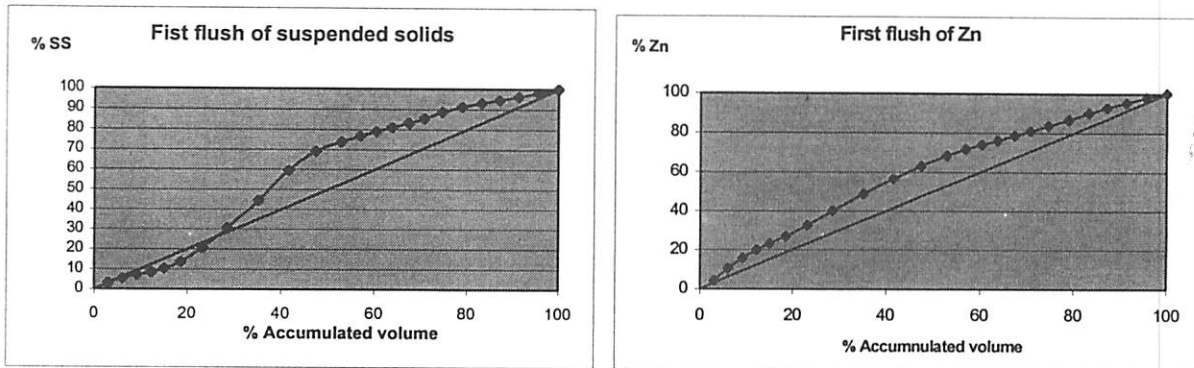 Fist flush of suspended solids
% SS
100
90
80
70
60
50
40
30
20
10
0
0 20 40 60 80 100
% Accumulated volume
First flush of Zn
% Zn
100
80
60
40
20
0
0 20 40 60 80 100
% Accumnulated volume